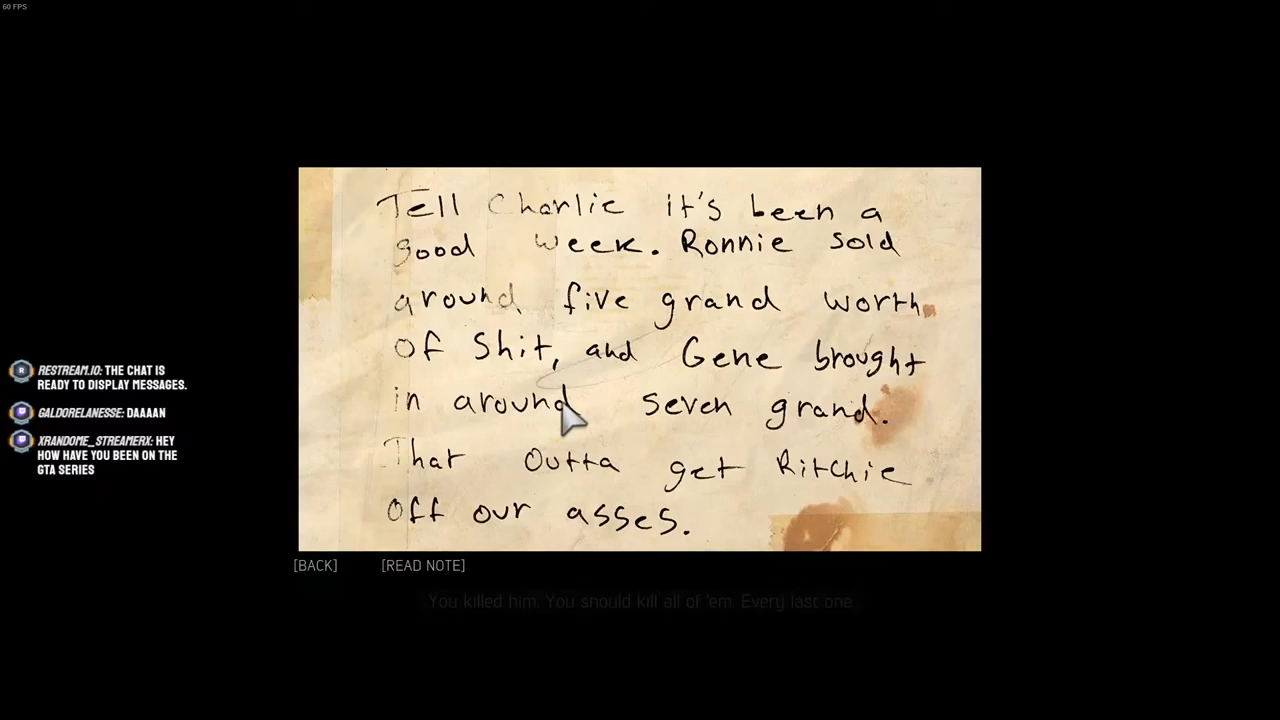 60 FPS
Tell Charlie it's been a
good week. Ronnie sold
around five grand worth
of Shit, and Gene brought
in around seven grand.
That Outta get Ritchie
Off our asses.
RESTREAM.IO: THE CHAT IS
READY TO DISPLAY MESSAGES.
GALDORELANESSE: DAAAAN
XRANDOME_STREAMERX: HEY
HOW HAVE YOU BEEN ON THE
GTA SERIES
[BACK] [READ NOTE]
You killed him. You should kill all of 'em. Every last one.